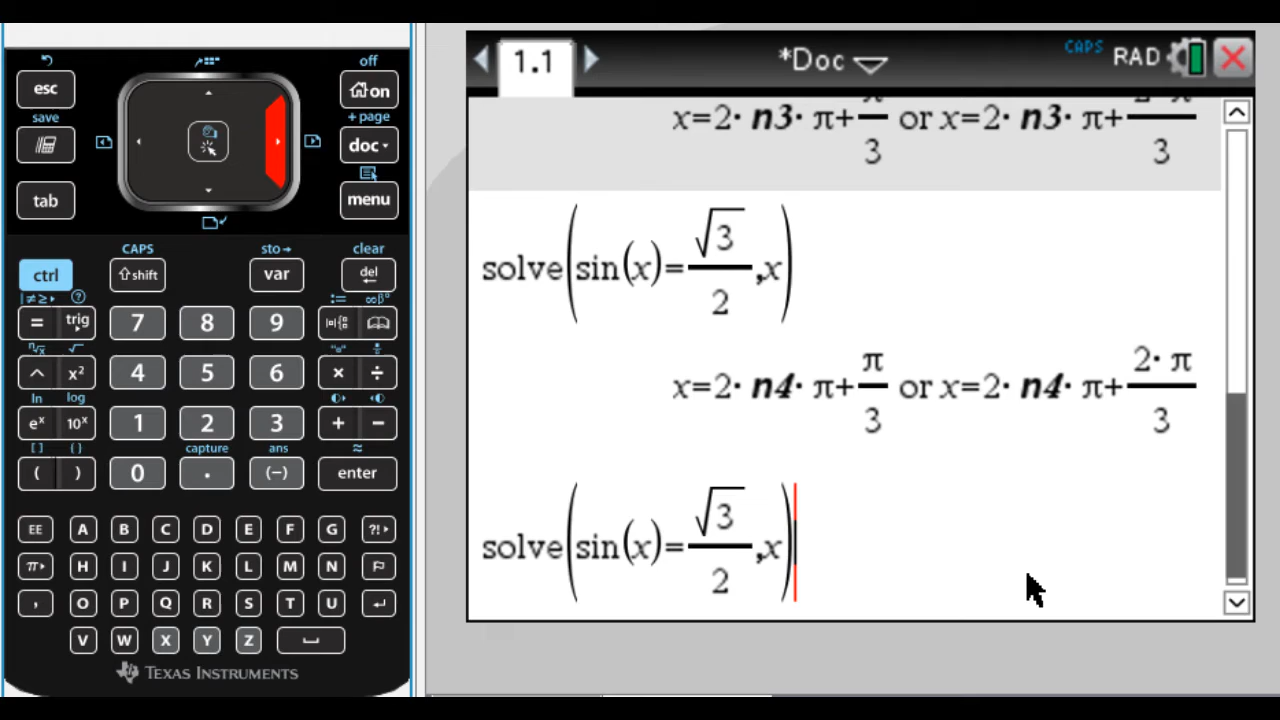 off
esc
on
save
+ page
doc
tab
menu
CAPS
sto→
clear
ctrl
⇧shift
var
del
|≠≥▸
?
:=
∞β°
=
trig
7
8
9
|□|{
ⁿ√x
√
"□"
^
x²
4
5
6
×
÷
ln
log
eˣ
10ˣ
1
2
3
+
−
[ ]
{ }
capture
ans
≈
(
)
0
.
(−)
enter
EE
A
B
C
D
E
F
G
?!▸
π▸
H
I
J
K
L
M
N
,
O
P
Q
R
S
T
U
V
W
X
Y
Z
TEXAS INSTRUMENTS
1.1
*Doc
CAPS
RAD
x=2· n3· π+π/3 or x=2· n3· π+2· π/3
solve(sin(x)=√3/2,x)
x=2· n4· π+π/3 or x=2· n4· π+2· π/3
solve(sin(x)=√3/2,x)